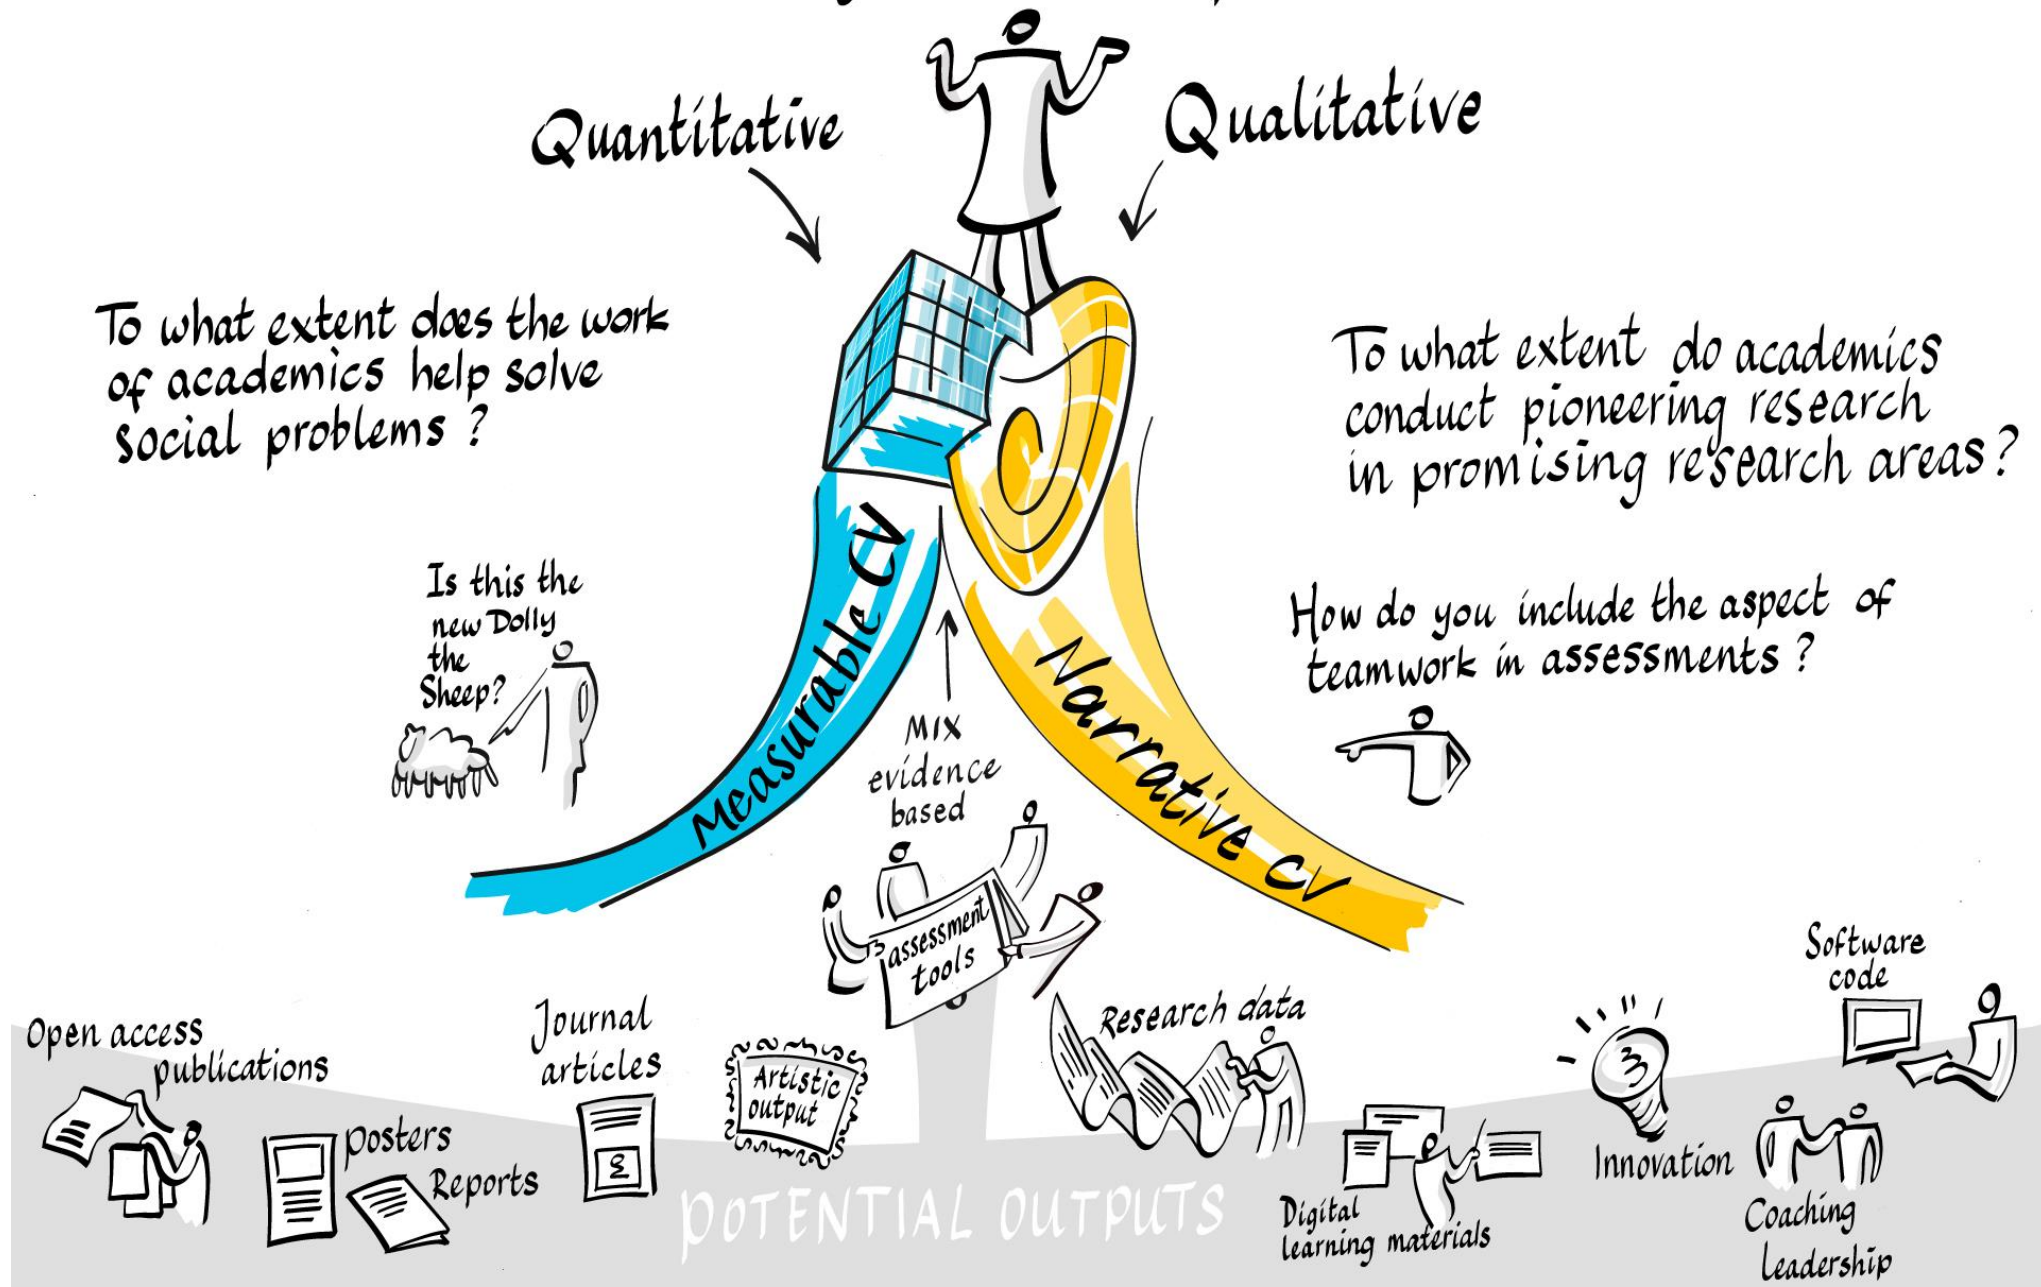 Quantitative
Qualitative
To what extent does the work
of academics help solve
social problems ?
To what extent do academics
conduct pioneering research
in promising research areas ?
Is this the
new Dolly
the
Sheep?
How do you include the aspect of
teamwork in assessments ?
Measurable CV
Narrative CV
MIX
evidence
based
assessment
tools
Open access
publications
posters
Reports
Journal
articles
Artistic
output
Research data
Digital
learning materials
Innovation
Software
code
Coaching
leadership
POTENTIAL OUTPUTS